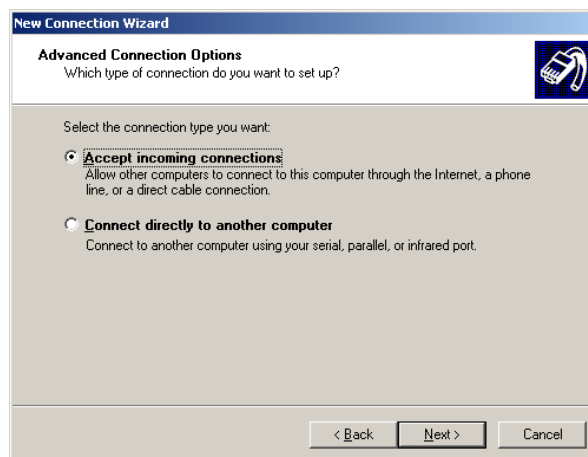 New Connection Wizard
Advanced Connection Options
Which type of connection do you want to set up?
Select the connection type you want:
Accept incoming connections
Allow other computers to connect to this computer through the Internet, a phone
line, or a direct cable connection.
Connect directly to another computer
Connect to another computer using your serial, parallel, or infrared port.
< Back
Next >
Cancel